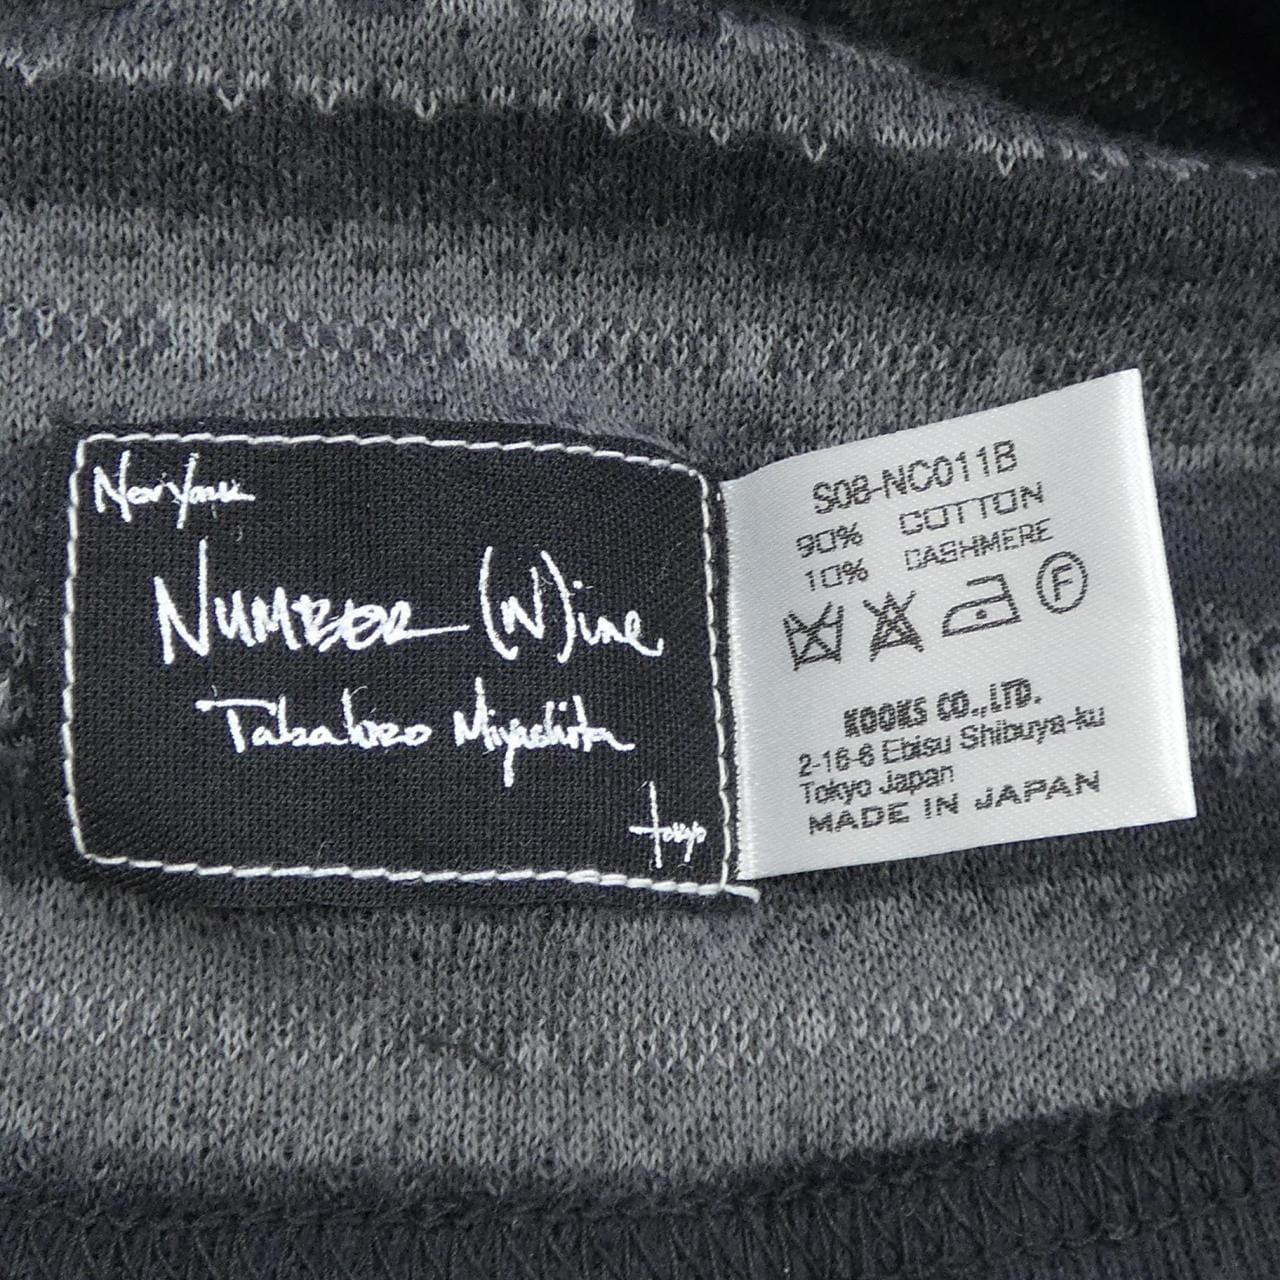 New York
NUMBER (N)ine
Takahiro Miyashita
tokyo
S08-NC011B
90% COTTON
10% CASHMERE
F
KOOKS CO.,LTD.
2-16-6 Ebisu Shibuya-ku
Tokyo Japan
MADE IN JAPAN